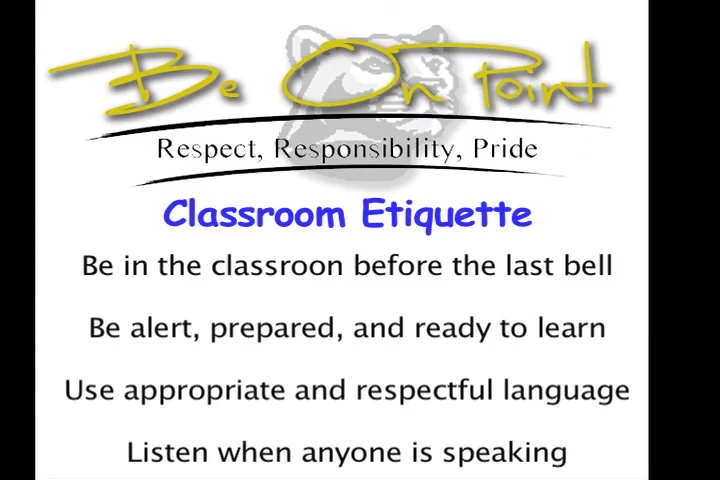 Be On Point
Respect, Responsibility, Pride
Classroom Etiquette
Be in the classroon before the last bell
Be alert, prepared, and ready to learn
Use appropriate and respectful language
Listen when anyone is speaking